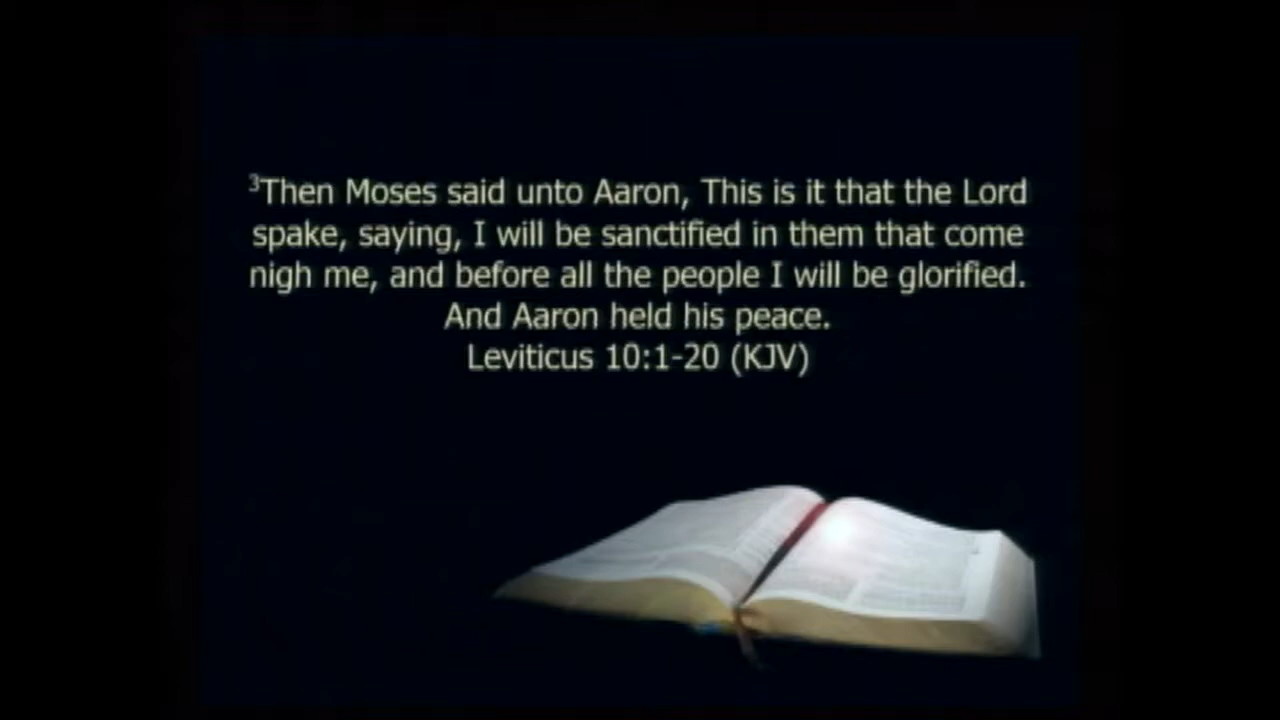 ³Then Moses said unto Aaron, This is it that the Lord
spake, saying, I will be sanctified in them that come
nigh me, and before all the people I will be glorified.
And Aaron held his peace.
Leviticus 10:1-20 (KJV)